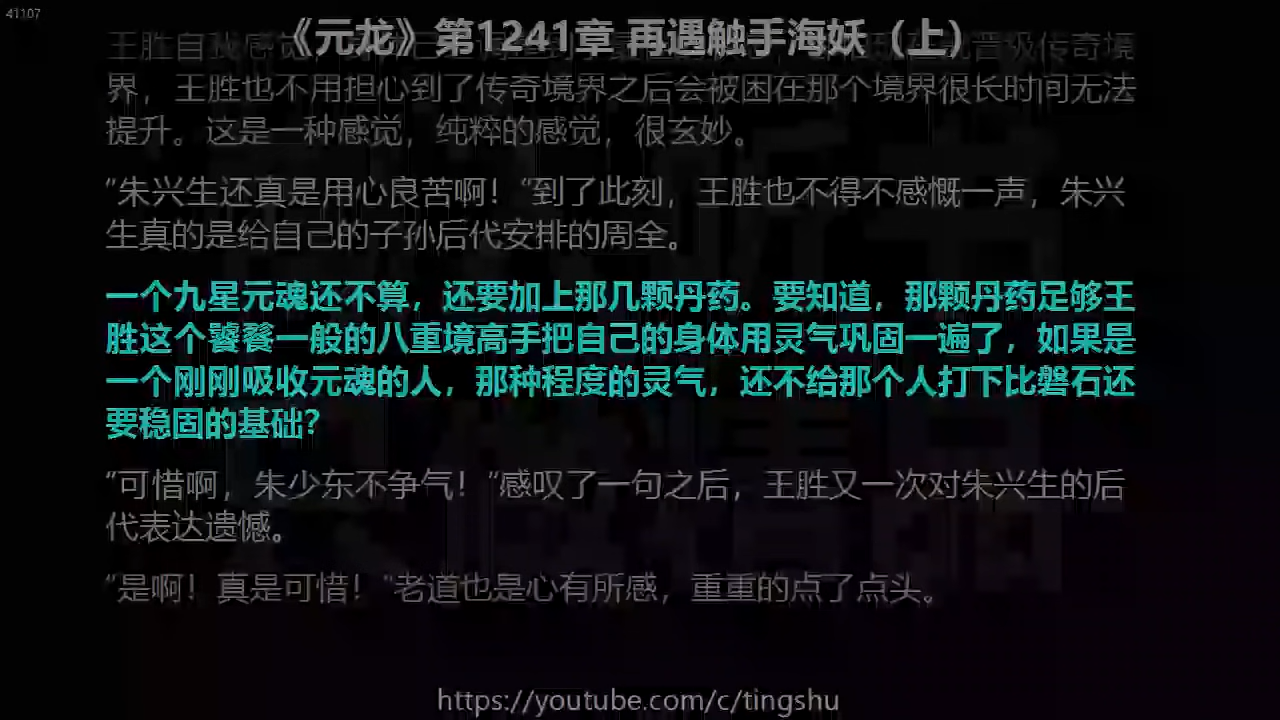 41107
《元龙》第1241章 再遇触手海妖（上）
王胜自我感觉，晋级传奇境
界，王胜也不用担心到了传奇境界之后会被困在那个境界很长时间无法
提升。这是一种感觉，纯粹的感觉，很玄妙。
“朱兴生还真是用心良苦啊！“到了此刻，王胜也不得不感慨一声，朱兴
生真的是给自己的子孙后代安排的周全。
一个九星元魂还不算，还要加上那几颗丹药。要知道，那颗丹药足够王
胜这个饕餮一般的八重境高手把自己的身体用灵气巩固一遍了，如果是
一个刚刚吸收元魂的人，那种程度的灵气，还不给那个人打下比磐石还
要稳固的基础？
“可惜啊，朱少东不争气！“感叹了一句之后，王胜又一次对朱兴生的后
代表达遗憾。
“是啊！真是可惜！“老道也是心有所感，重重的点了点头。
https://youtube.com/c/tingshu